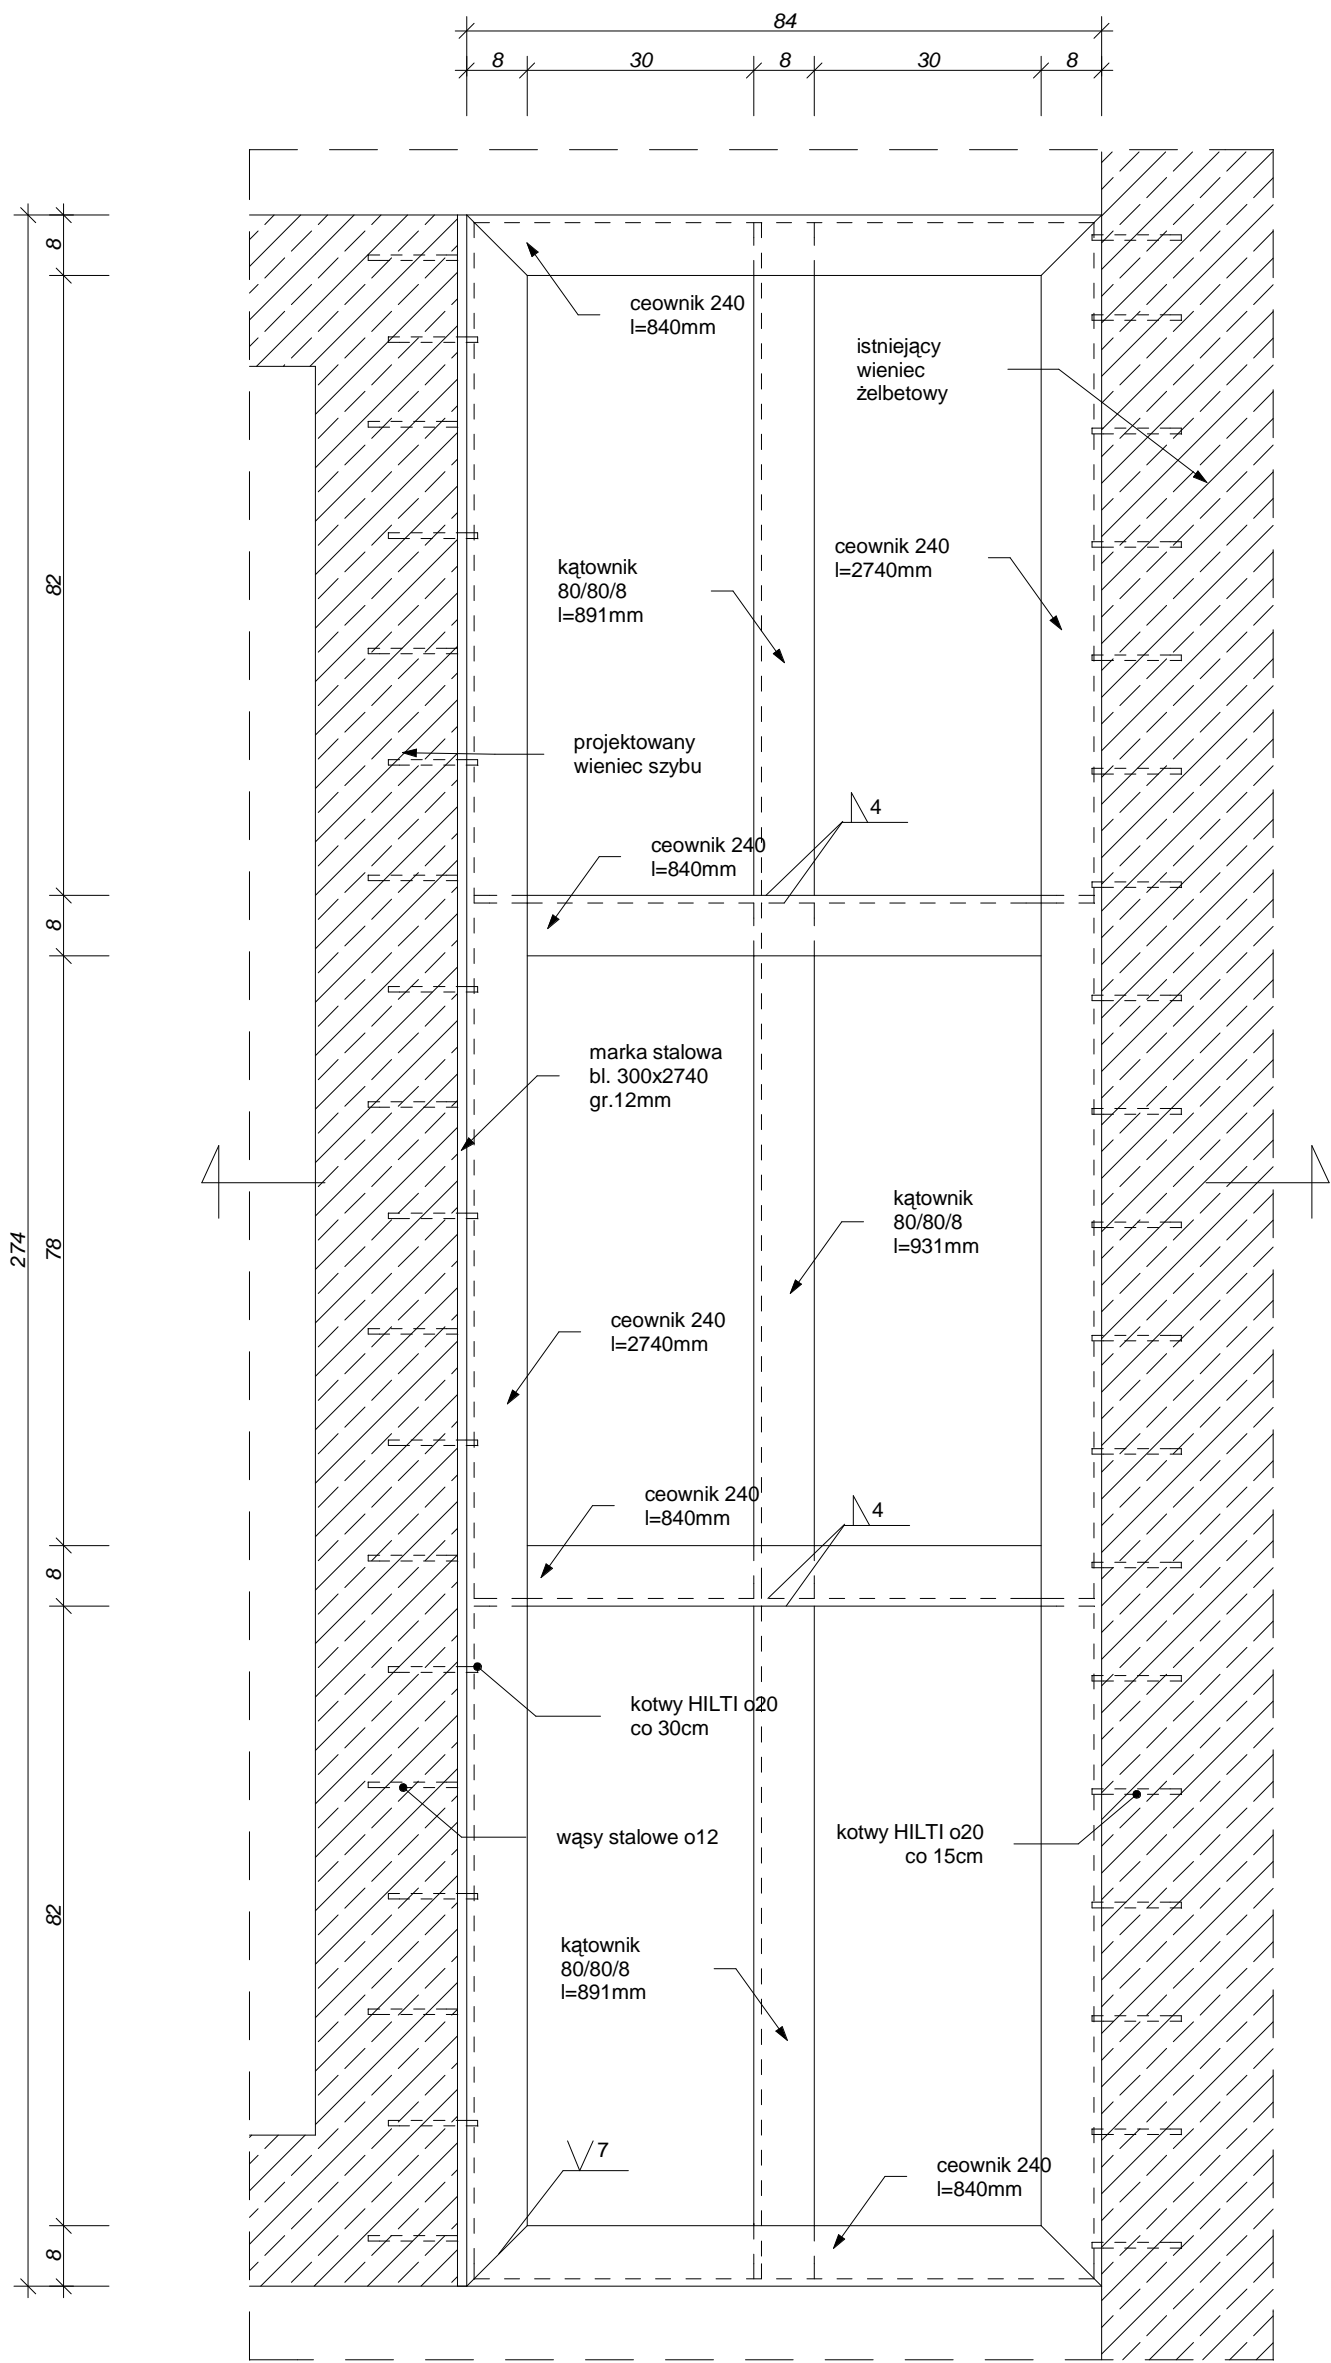 84
8
30
8
30
8
8
ceownik 240
l=840mm
istniejący
wieniec
żelbetowy
ceownik 240
l=2740mm
kątownik
80/80/8
l=891mm
82
projektowany
wieniec szybu
4
ceownik 240
l=840mm
8
marka stalowa
bl. 300x2740
gr.12mm
kątownik
80/80/8
l=931mm
274
78
ceownik 240
l=2740mm
ceownik 240
l=840mm
4
8
kotwy HILTI o20
co 30cm
wąsy stalowe o12
kotwy HILTI o20
co 15cm
82
kątownik
80/80/8
l=891mm
7
ceownik 240
l=840mm
8